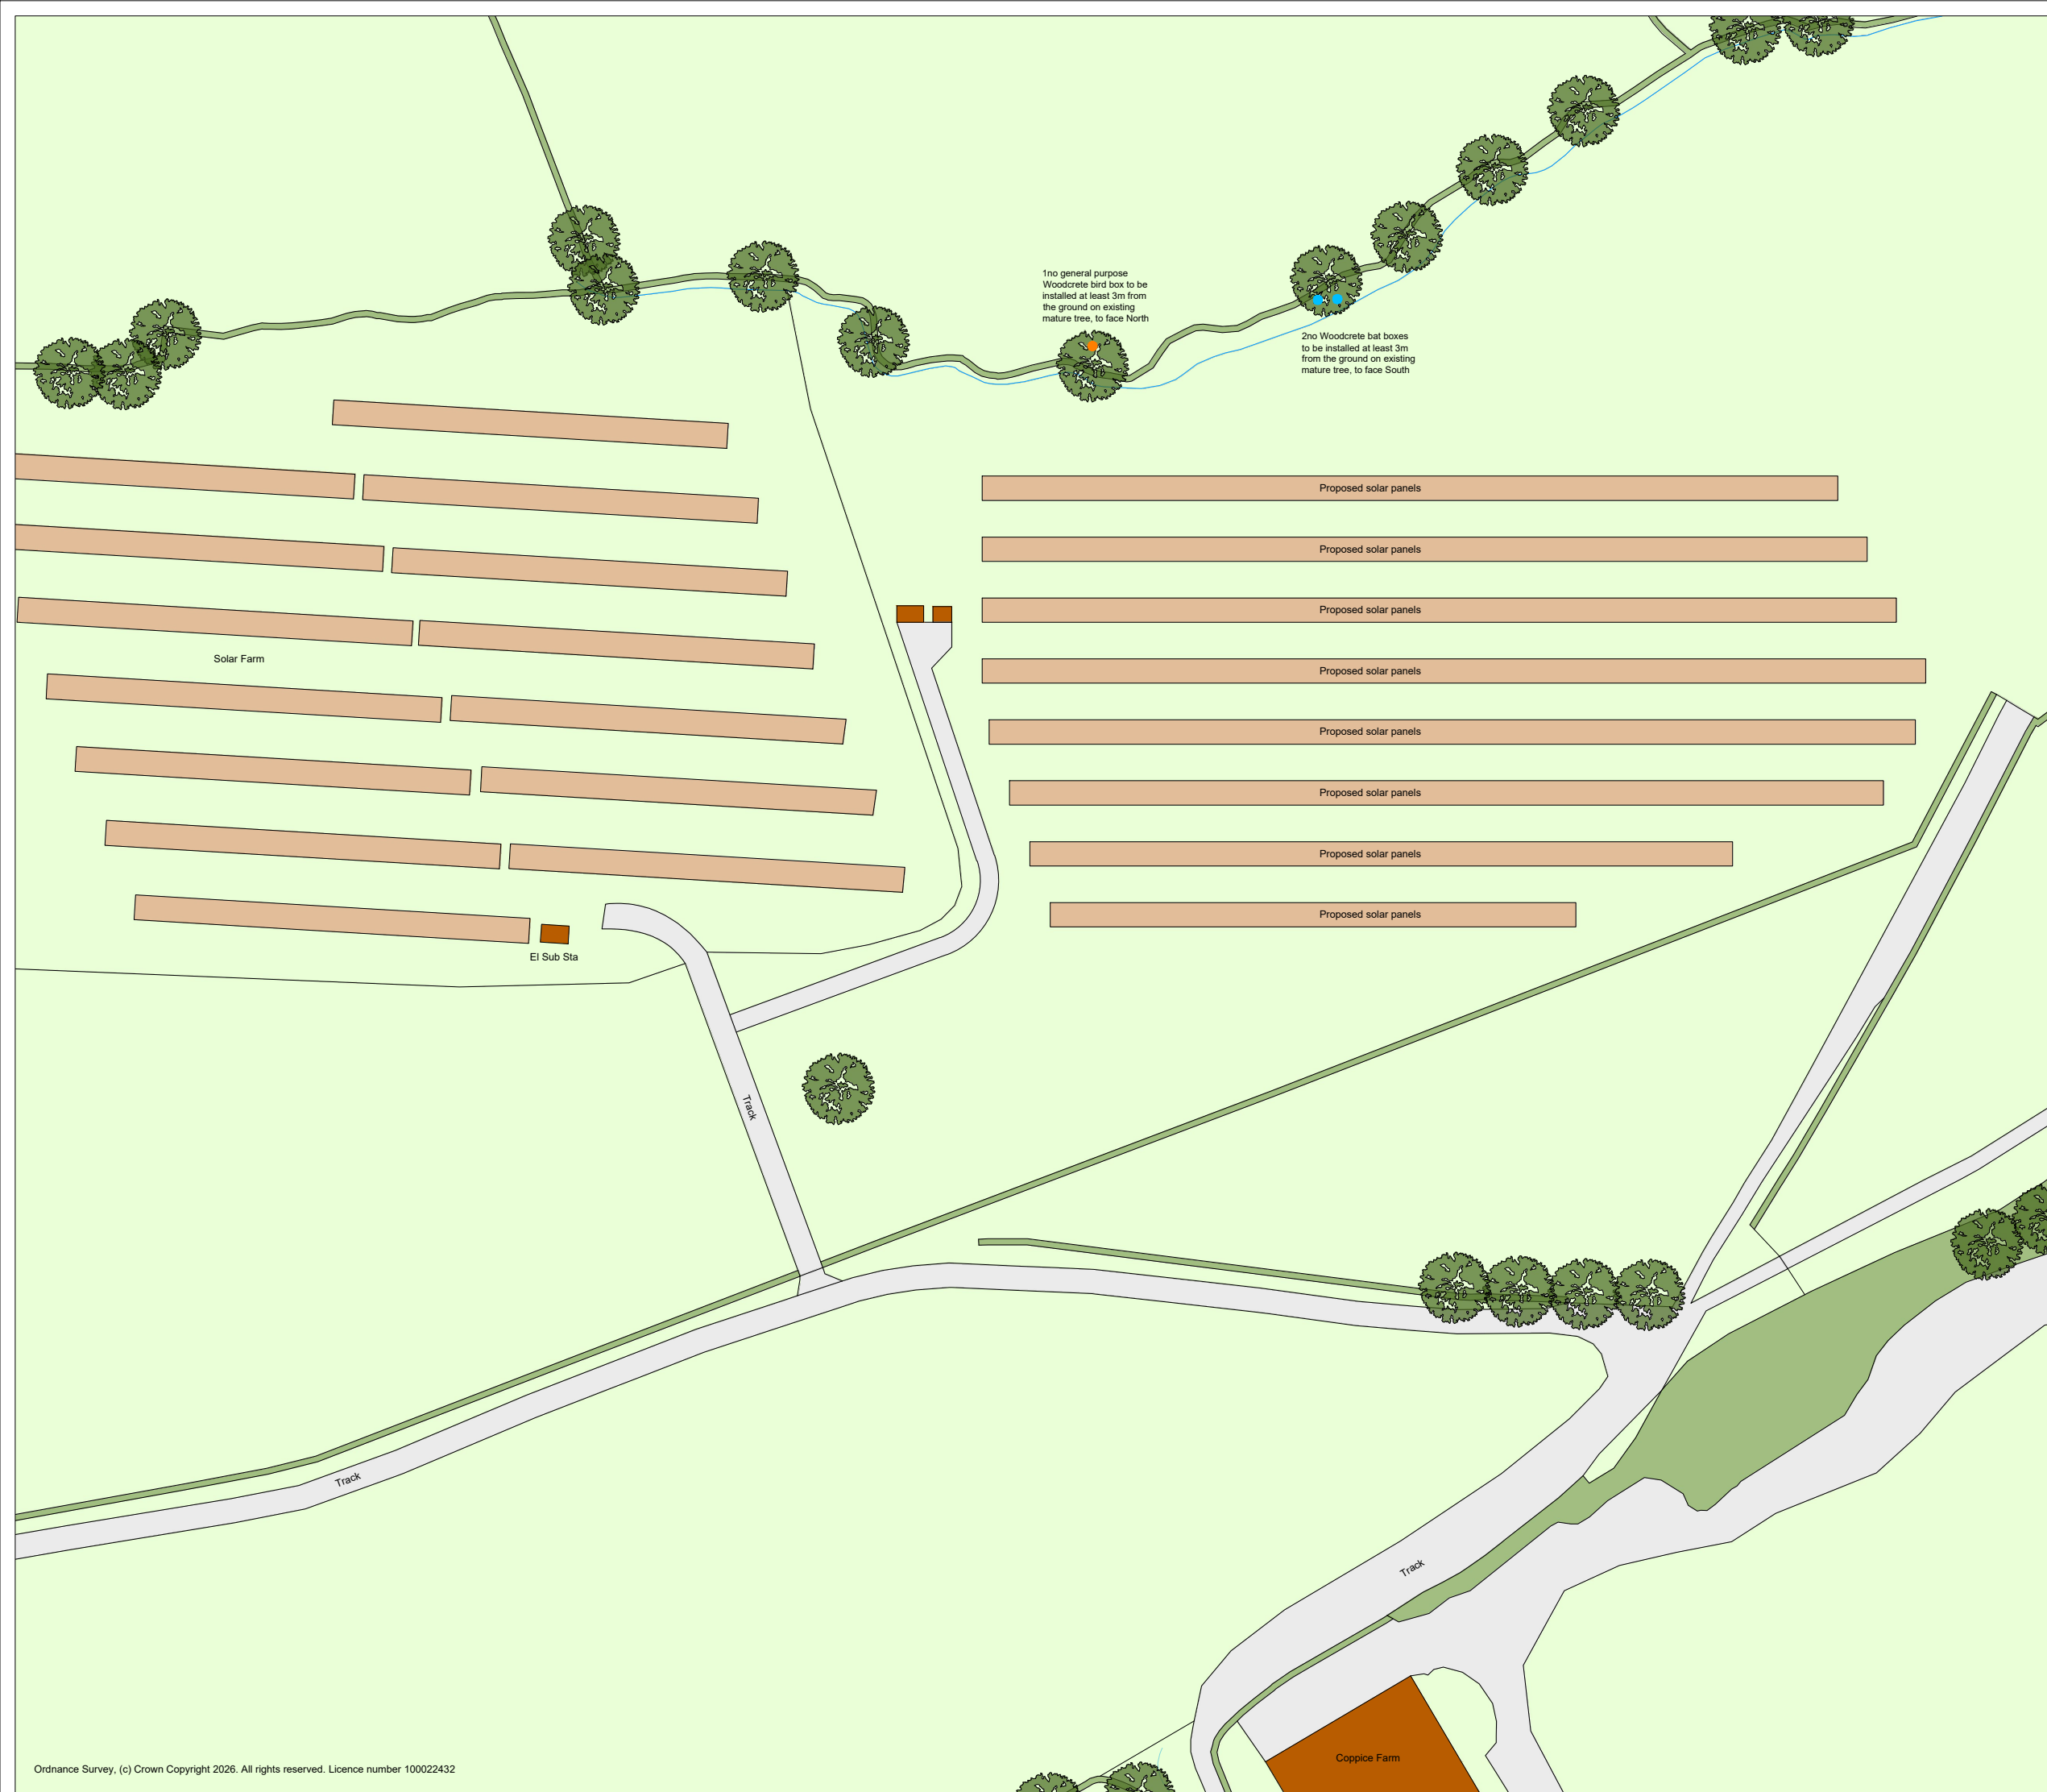 1no general purpose
Woodcrete bird box to be
installed at least 3m from
the ground on existing
mature tree, to face North
2no Woodcrete bat boxes
to be installed at least 3m
from the ground on existing
mature tree, to face South
Proposed solar panels
Proposed solar panels
Proposed solar panels
Solar Farm
Proposed solar panels
Proposed solar panels
Proposed solar panels
Proposed solar panels
Proposed solar panels
El Sub Sta
Track
Track
Track
Coppice Farm
Ordnance Survey, (c) Crown Copyright 2026. All rights reserved. Licence number 100022432